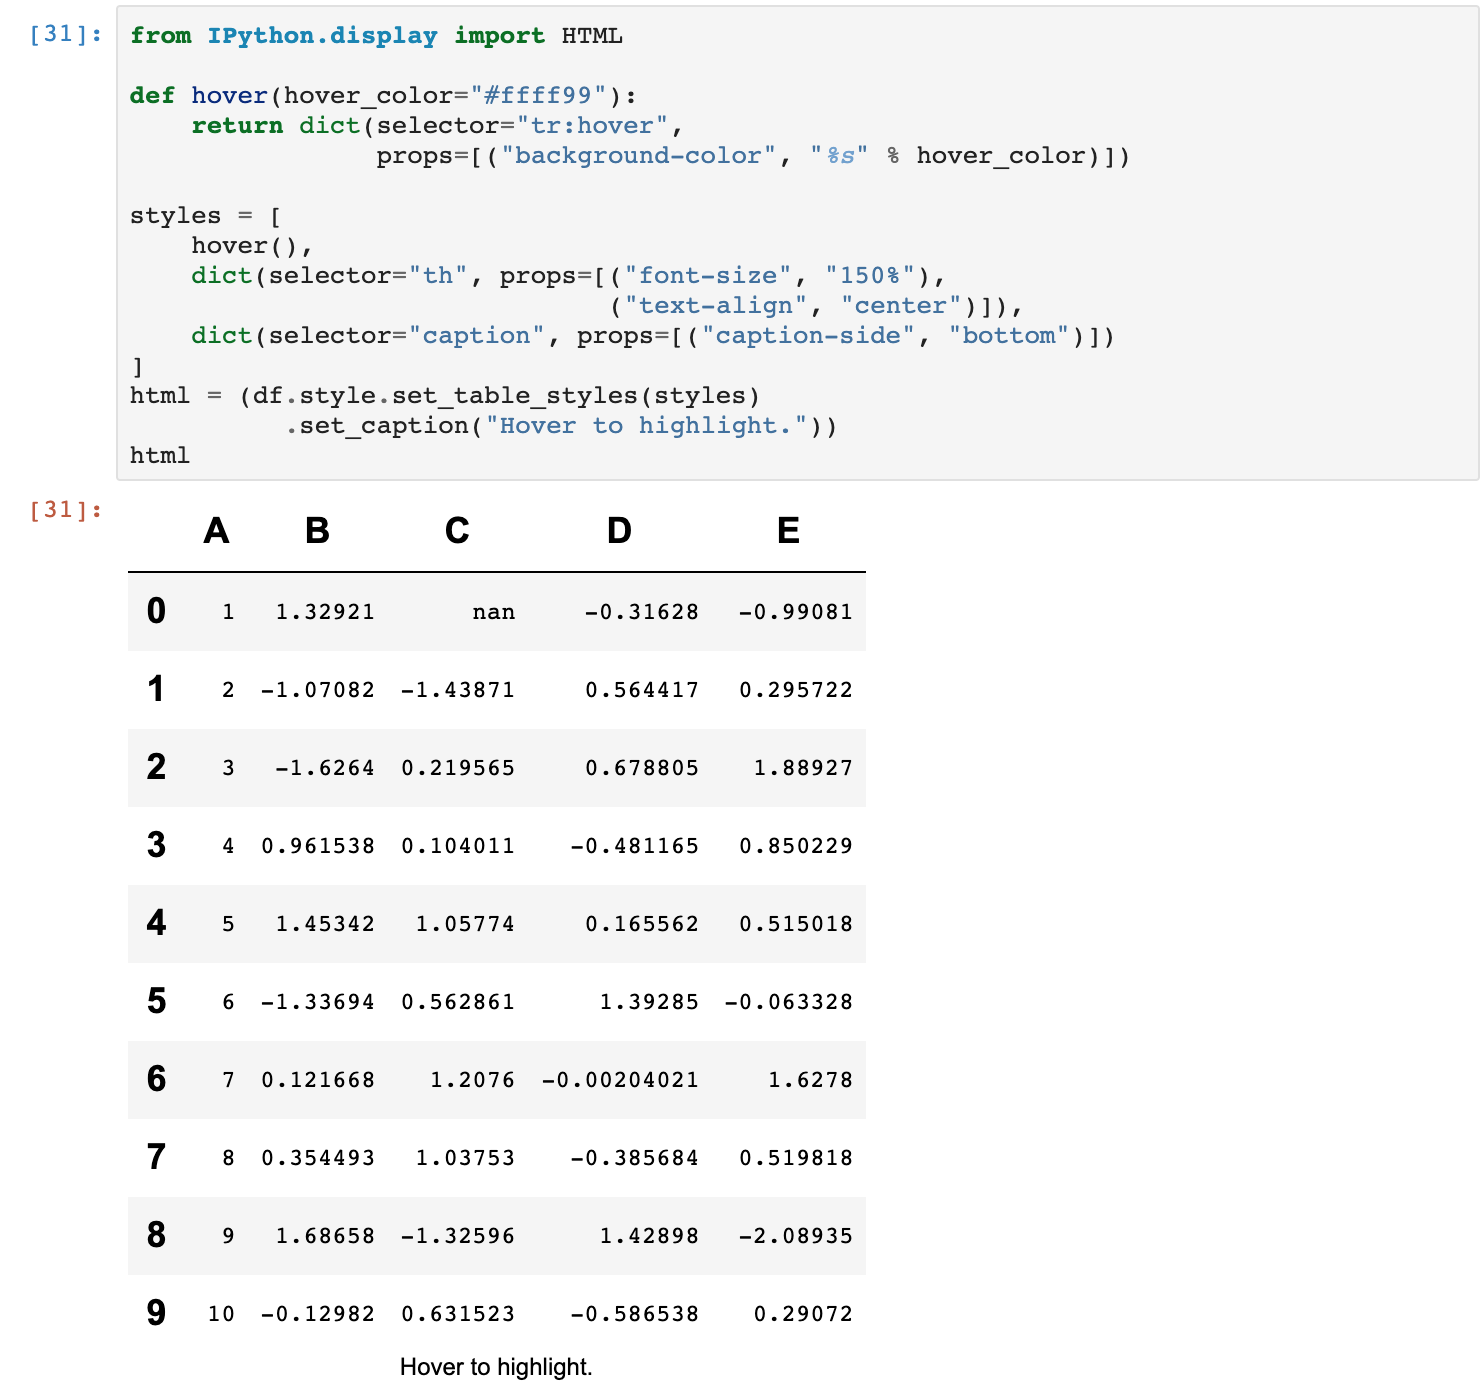 [31]: from IPython.display import HTML

def hover(hover_color="#ffff99"):
    return dict(selector="tr:hover",
                props=[("background-color", "%s" % hover_color)])

styles = [
    hover(),
    dict(selector="th", props=[("font-size", "150%"),
                               ("text-align", "center")]),
    dict(selector="caption", props=[("caption-side", "bottom")])
]
html = (df.style.set_table_styles(styles)
          .set_caption("Hover to highlight."))
html
[31]:
A B C D E
0 1 1.32921 nan -0.31628 -0.99081
1 2 -1.07082 -1.43871 0.564417 0.295722
2 3 -1.6264 0.219565 0.678805 1.88927
3 4 0.961538 0.104011 -0.481165 0.850229
4 5 1.45342 1.05774 0.165562 0.515018
5 6 -1.33694 0.562861 1.39285 -0.063328
6 7 0.121668 1.2076 -0.00204021 1.6278
7 8 0.354493 1.03753 -0.385684 0.519818
8 9 1.68658 -1.32596 1.42898 -2.08935
9 10 -0.12982 0.631523 -0.586538 0.29072
Hover to highlight.